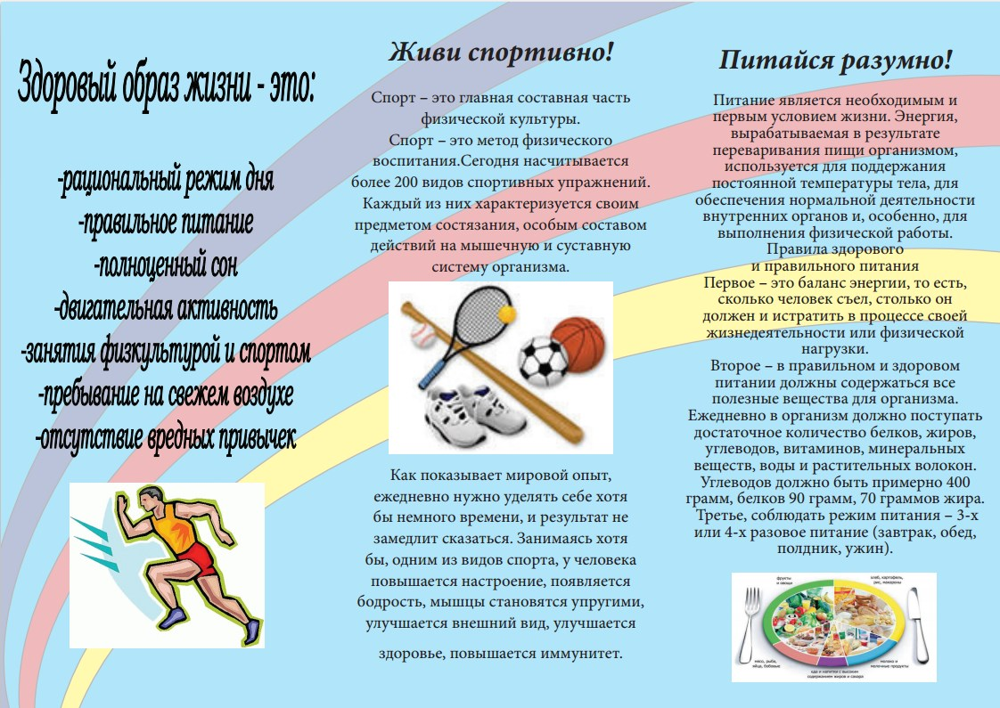 Здоровый образ жизни - это:
-рациональный режим дня
-правильное питание
-полноценный сон
-двигательная активность
-занятия физкультурой и спортом
-пребывание на свежем воздухе
-отсутствие вредных привычек
Живи спортивно!
Спорт – это главная составная часть
физической культуры.
Спорт – это метод физического
воспитания.Сегодня насчитывается
более 200 видов спортивных упражнений.
Каждый из них характеризуется своим
предметом состязания, особым составом
действий на мышечную и суставную
систему организма.
Как показывает мировой опыт,
ежедневно нужно уделять себе хотя
бы немного времени, и результат не
замедлит сказаться. Занимаясь хотя
бы, одним из видов спорта, у человека
повышается настроение, появляется
бодрость, мышцы становятся упругими,
улучшается внешний вид, улучшается
здоровье, повышается иммунитет.
Питайся разумно!
Питание является необходимым и
первым условием жизни. Энергия,
вырабатываемая в результате
переваривания пищи организмом,
используется для поддержания
постоянной температуры тела, для
обеспечения нормальной деятельности
внутренних органов и, особенно, для
выполнения физической работы.
Правила здорового
и правильного питания
Первое – это баланс энергии, то есть,
сколько человек съел, столько он
должен и истратить в процессе своей
жизнедеятельности или физической
нагрузки.
Второе – в правильном и здоровом
питании должны содержаться все
полезные вещества для организма.
Ежедневно в организм должно поступать
достаточное количество белков, жиров,
углеводов, витаминов, минеральных
веществ, воды и растительных волокон.
Углеводов должно быть примерно 400
грамм, белков 90 грамм, 70 граммов жира.
Третье, соблюдать режим питания – 3-х
или 4-х разовое питание (завтрак, обед,
полдник, ужин).
фрукты
и овощи
хлеб, картофель,
рис, макароны
мясо, рыба,
яйца, бобовые
еда и напитки с высоким
содержанием жиров и сахара
молоко и
молочные продукты